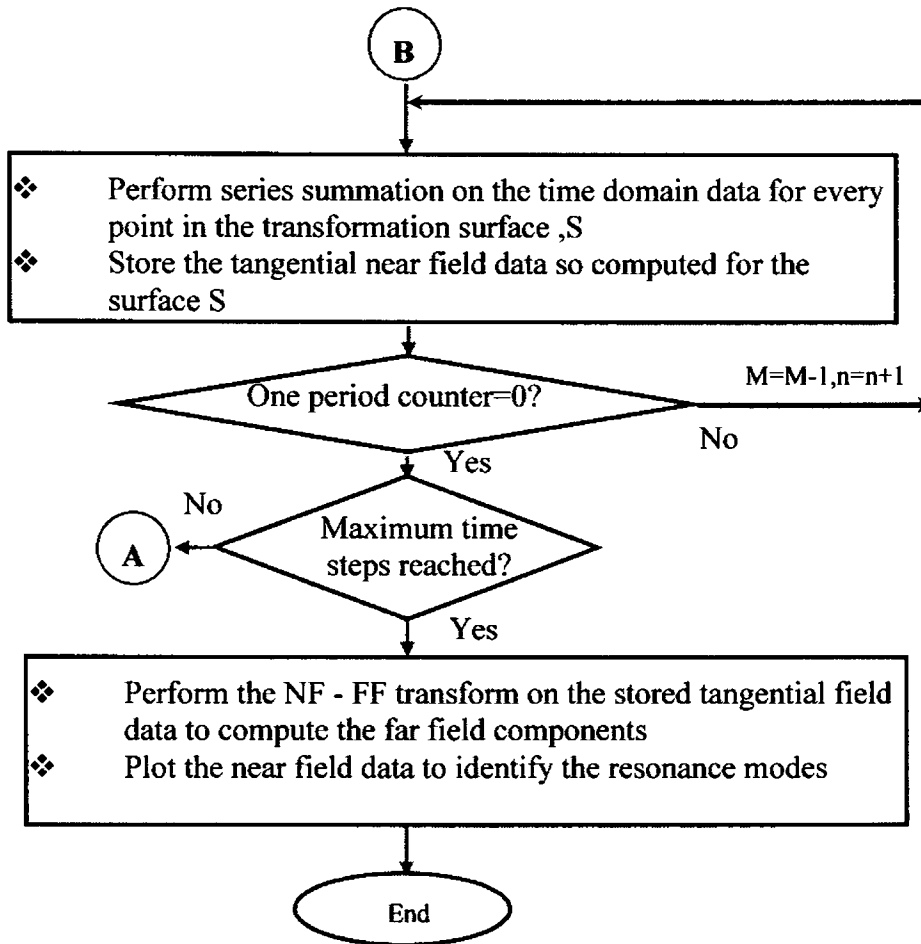 B
❖ Perform series summation on the time domain data for every
point in the transformation surface ,S
❖ Store the tangential near field data so computed for the
surface S
One period counter=0?
M=M-1,n=n+1
No
Yes
No
Maximum time
steps reached?
A
Yes
❖ Perform the NF - FF transform on the stored tangential field
data to compute the far field components
❖ Plot the near field data to identify the resonance modes
End